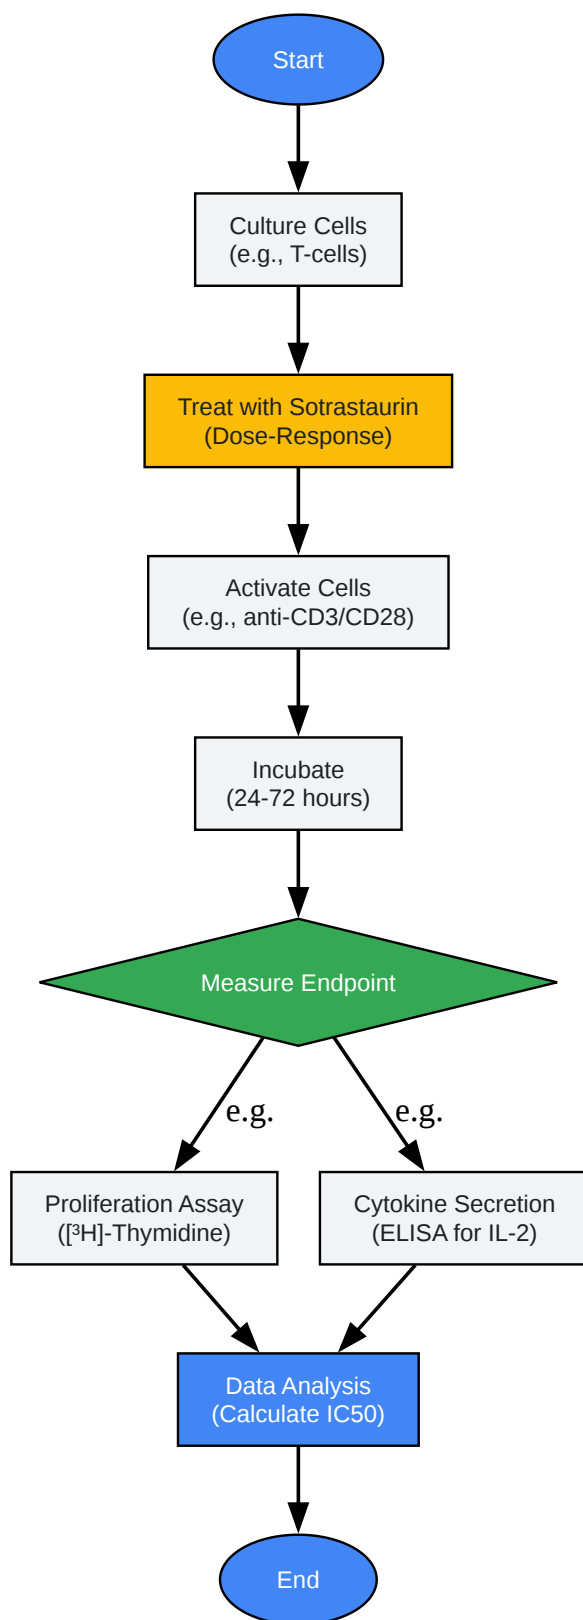 Start
Culture Cells
(e.g., T-cells)
Treat with Sotrastaurin
(Dose-Response)
Activate Cells
(e.g., anti-CD3/CD28)
Incubate
(24-72 hours)
Measure Endpoint
e.g.
e.g.
Proliferation Assay
([³H]-Thymidine)
Cytokine Secretion
(ELISA for IL-2)
Data Analysis
(Calculate IC50)
End